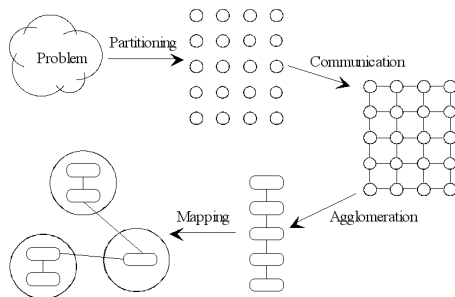 Problem
Partitioning
Communication
Mapping
Agglomeration